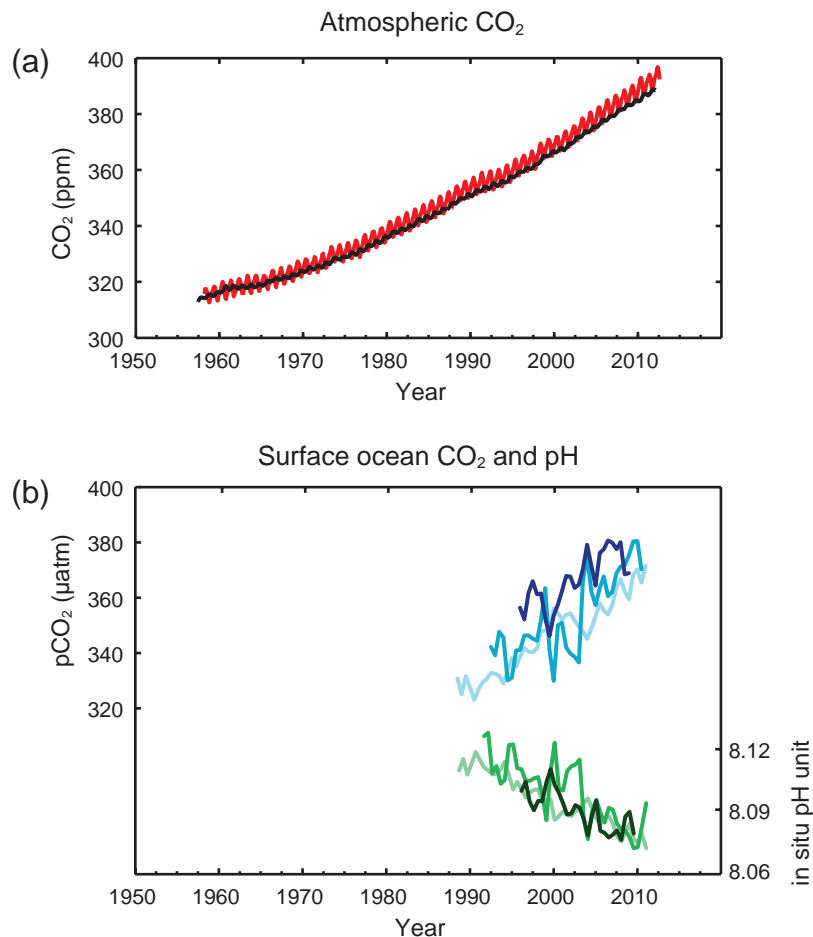 Atmospheric CO₂
(a)
400
380
360
340
320
300
CO₂ (ppm)
1950 1960 1970 1980 1990 2000 2010
Year
Surface ocean CO₂ and pH
(b)
400
380
360
340
320
pCO₂ (µatm)
8.12
8.09
8.06
in situ pH unit
1950 1960 1970 1980 1990 2000 2010
Year